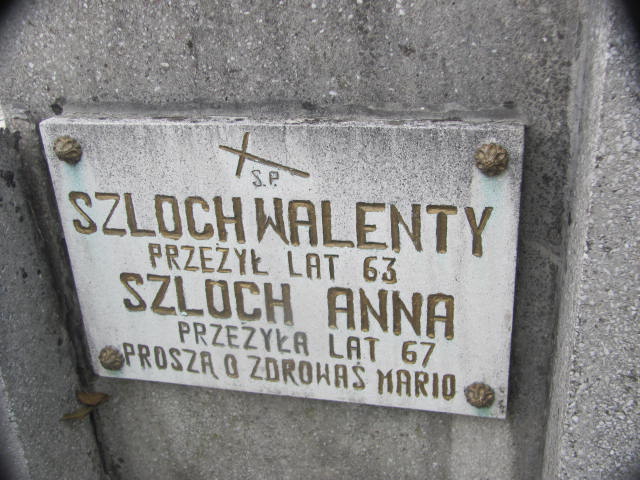 Ś.P.
SZLOCH WALENTY
PRZEŻYŁ LAT 63
SZLOCH ANNA
PRZEŻYŁA LAT 67
PROSZĄ O ZDROWAŚ MARIO